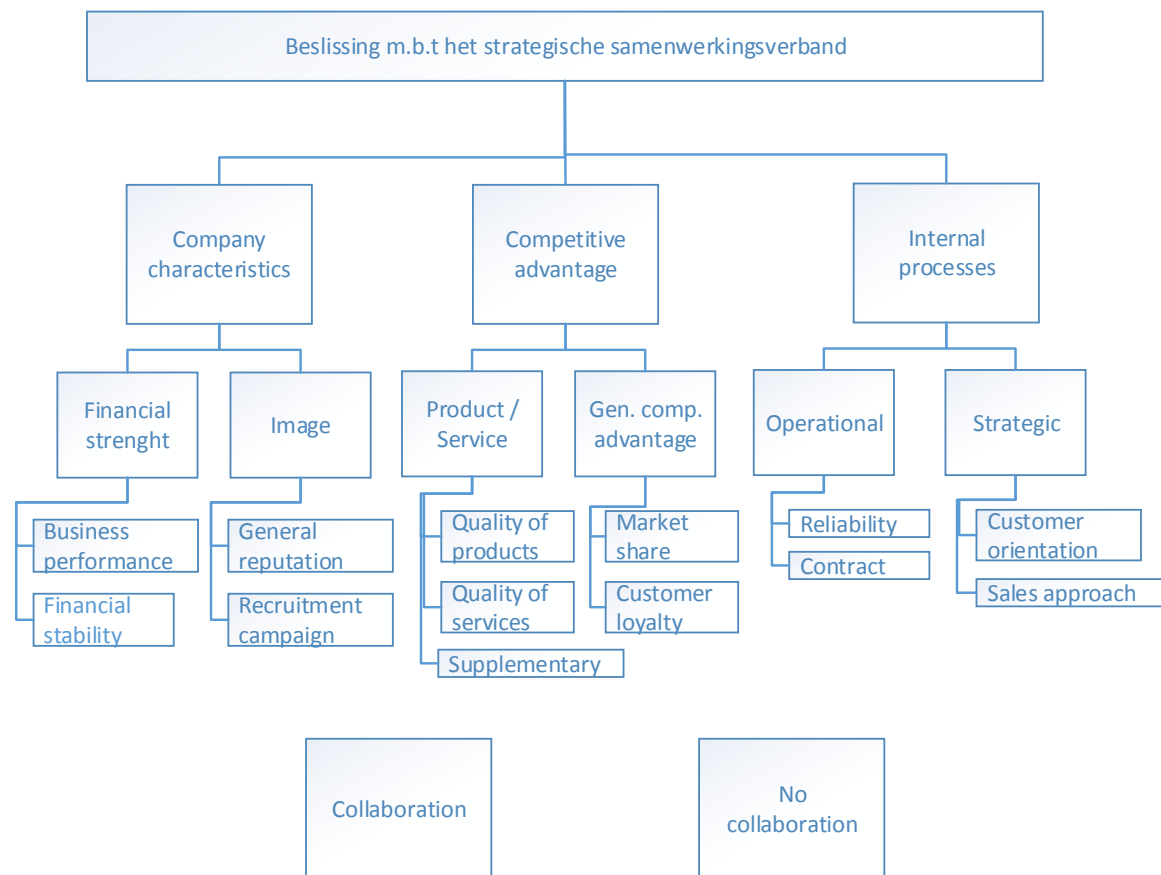 Beslissing m.b.t het strategische samenwerkingsverband
Company
characteristics
Competitive
advantage
Internal
processes
Financial
strenght
Image
Product /
Service
Gen. comp.
advantage
Operational
Strategic
Business
performance
Financial
stability
General
reputation
Recruitment
campaign
Quality of
products
Quality of
services
Supplementary
Market
share
Customer
loyalty
Reliability
Contract
Customer
orientation
Sales approach
Collaboration
No
collaboration